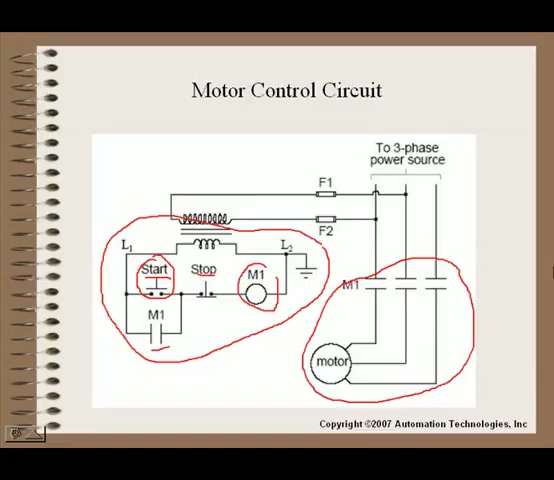 Motor Control Circuit
To 3-phase
power source
F1
F2
L1
L2
Start
Stop
M1
M1
M1
motor
Copyright ©2007 Automation Technologies, Inc